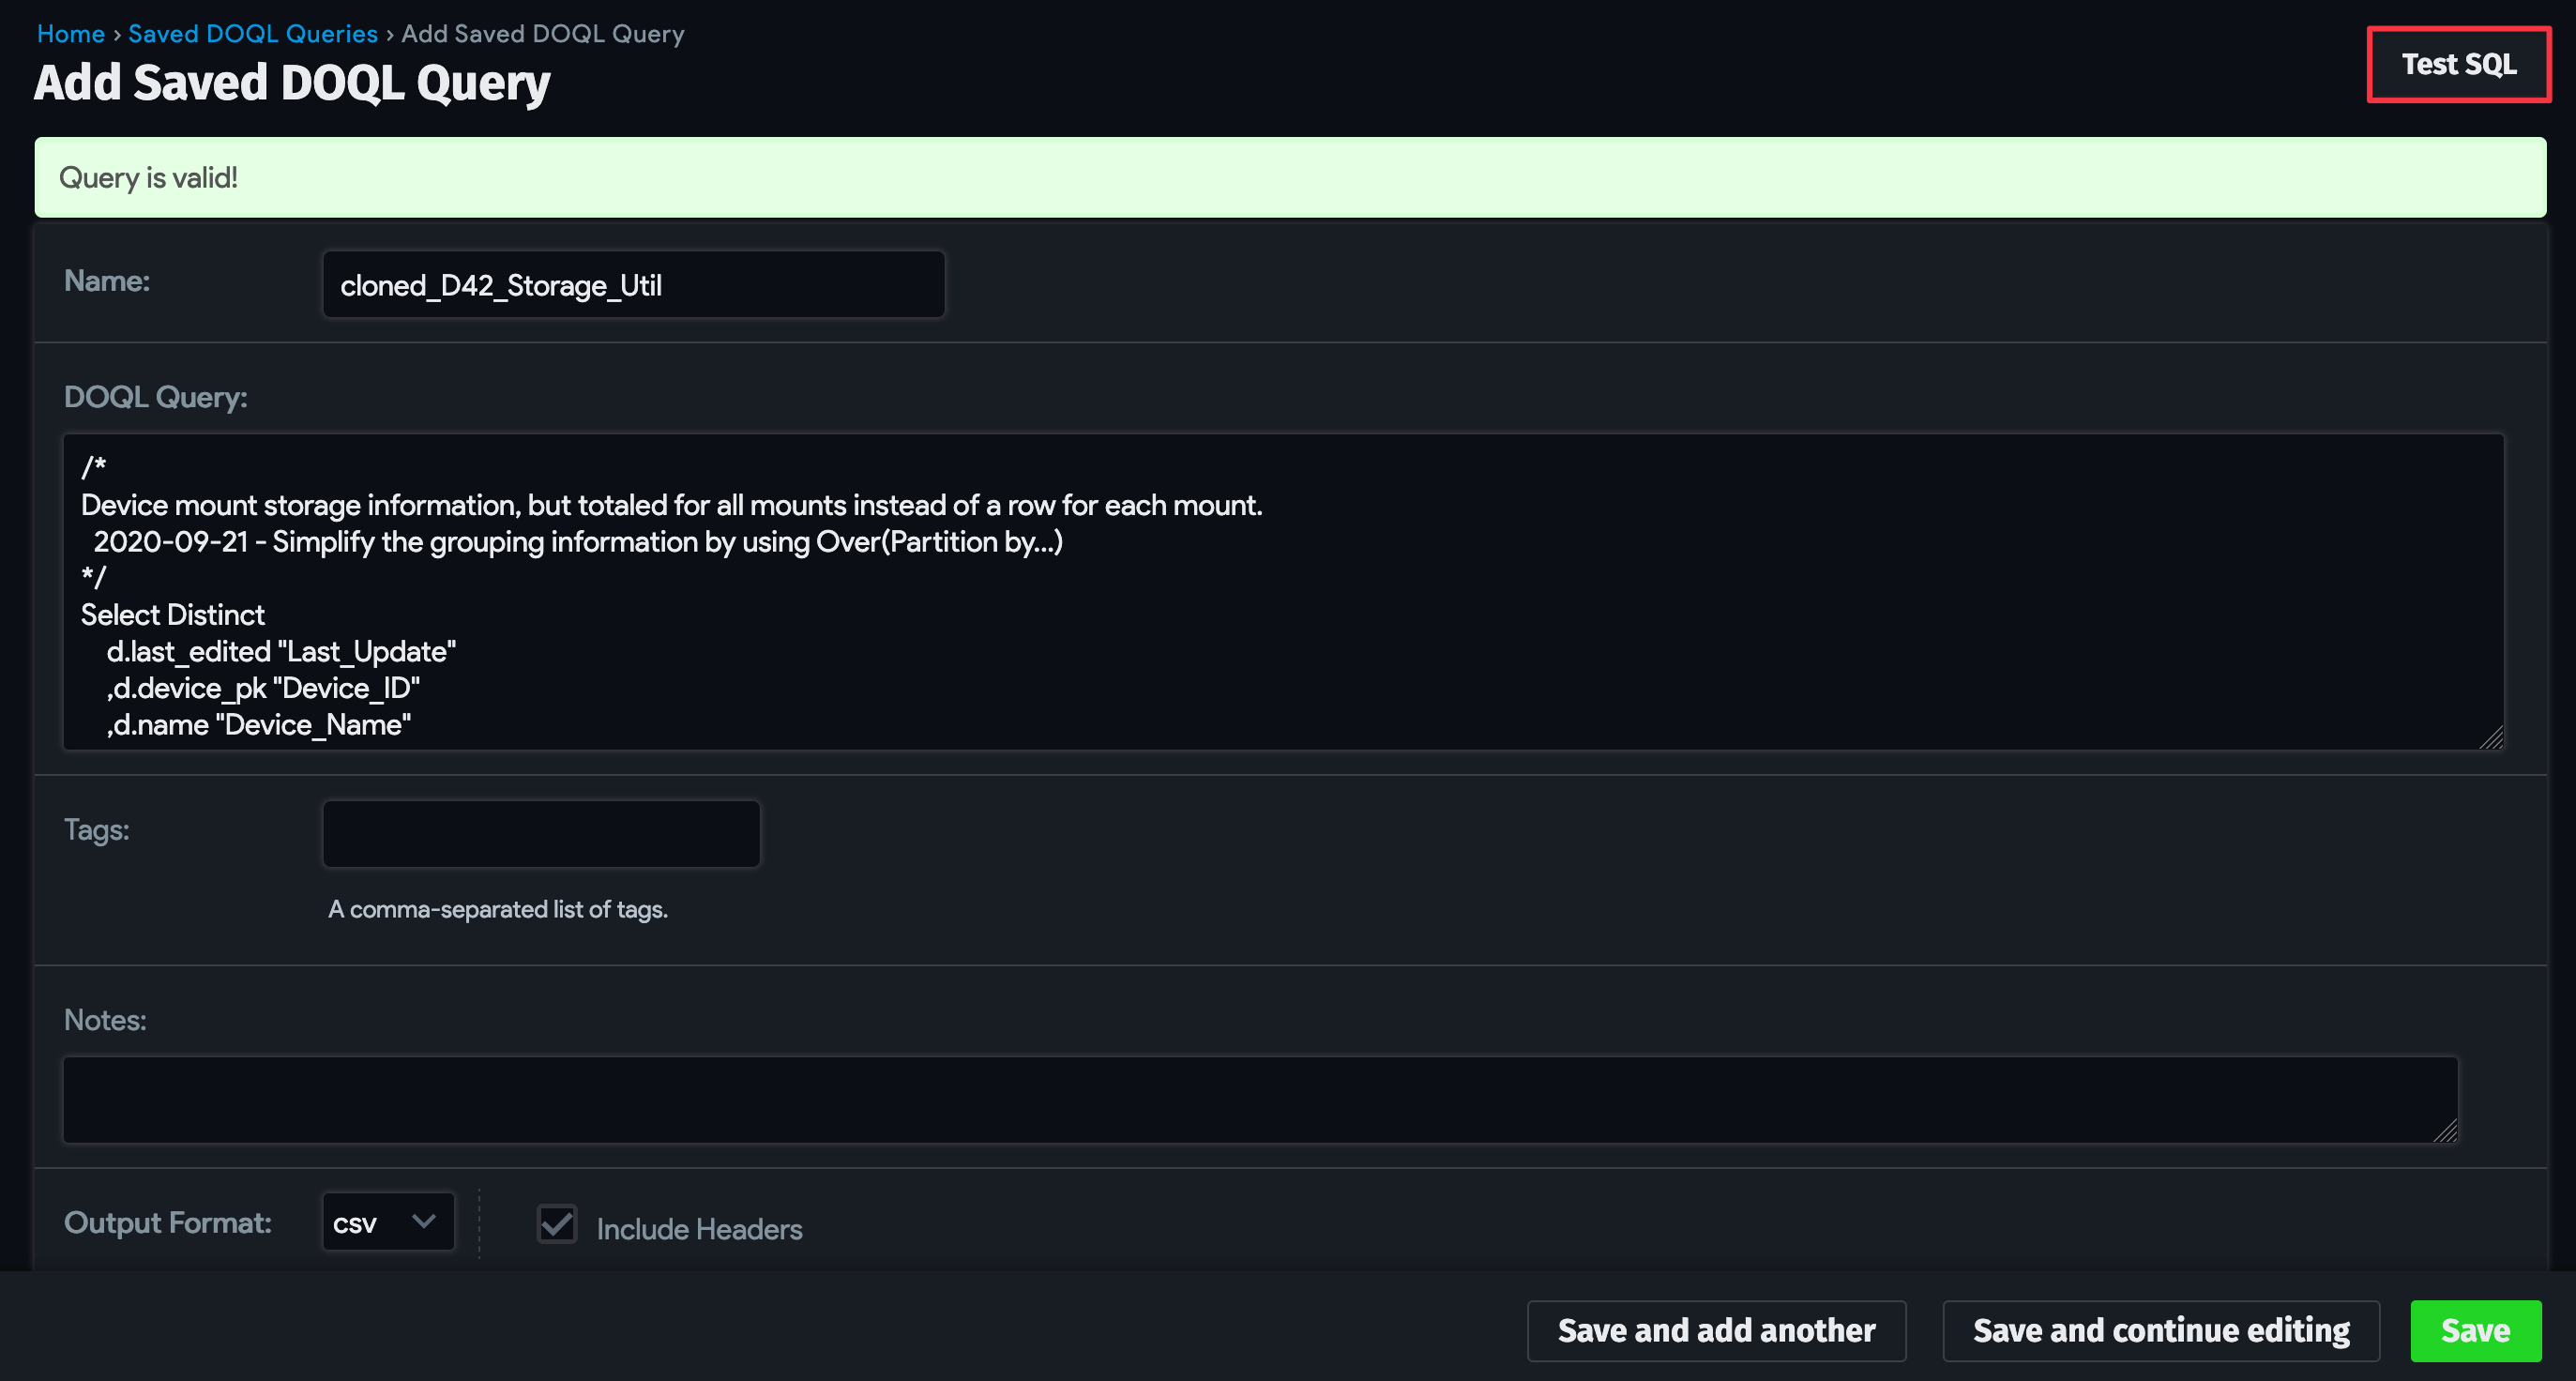 Home › Saved DOQL Queries › Add Saved DOQL Query
Add Saved DOQL Query
Test SQL
Query is valid!
Name:
cloned_D42_Storage_Util
DOQL Query:
/*
Device mount storage information, but totaled for all mounts instead of a row for each mount.
2020-09-21 - Simplify the grouping information by using Over(Partition by...)
*/
Select Distinct
d.last_edited "Last_Update"
,d.device_pk "Device_ID"
,d.name "Device_Name"
Tags:
A comma-separated list of tags.
Notes:
Output Format:
csv
Include Headers
Save and add another
Save and continue editing
Save